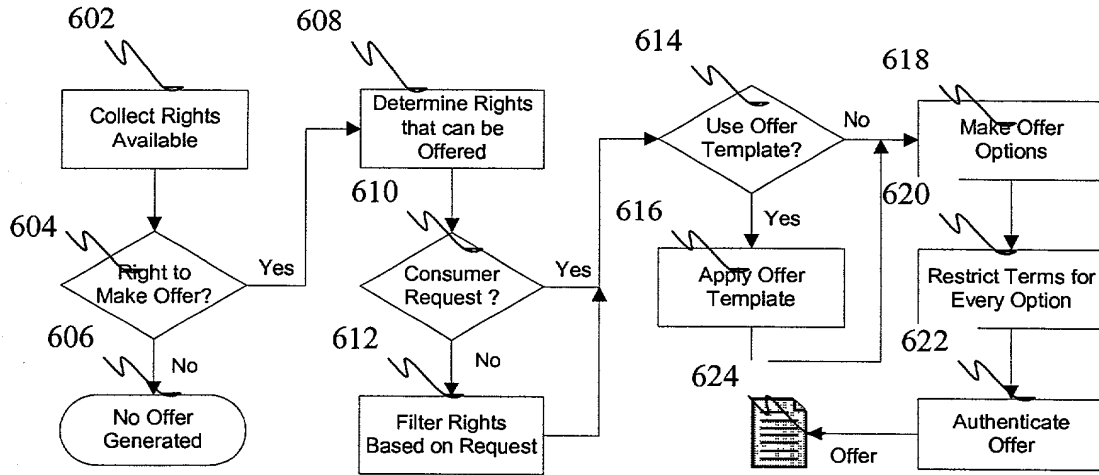 602
Collect Rights
Available
604
Right to
Make Offer?
Yes
606
No
No Offer
Generated
608
Determine Rights
that can be
Offered
610
Consumer
Request ?
Yes
612
No
Filter Rights
Based on Request
614
Use Offer
Template?
No
616
Yes
Apply Offer
Template
618
Make Offer
Options
620
Restrict Terms for
Every Option
622
Authenticate
Offer
624
Offer